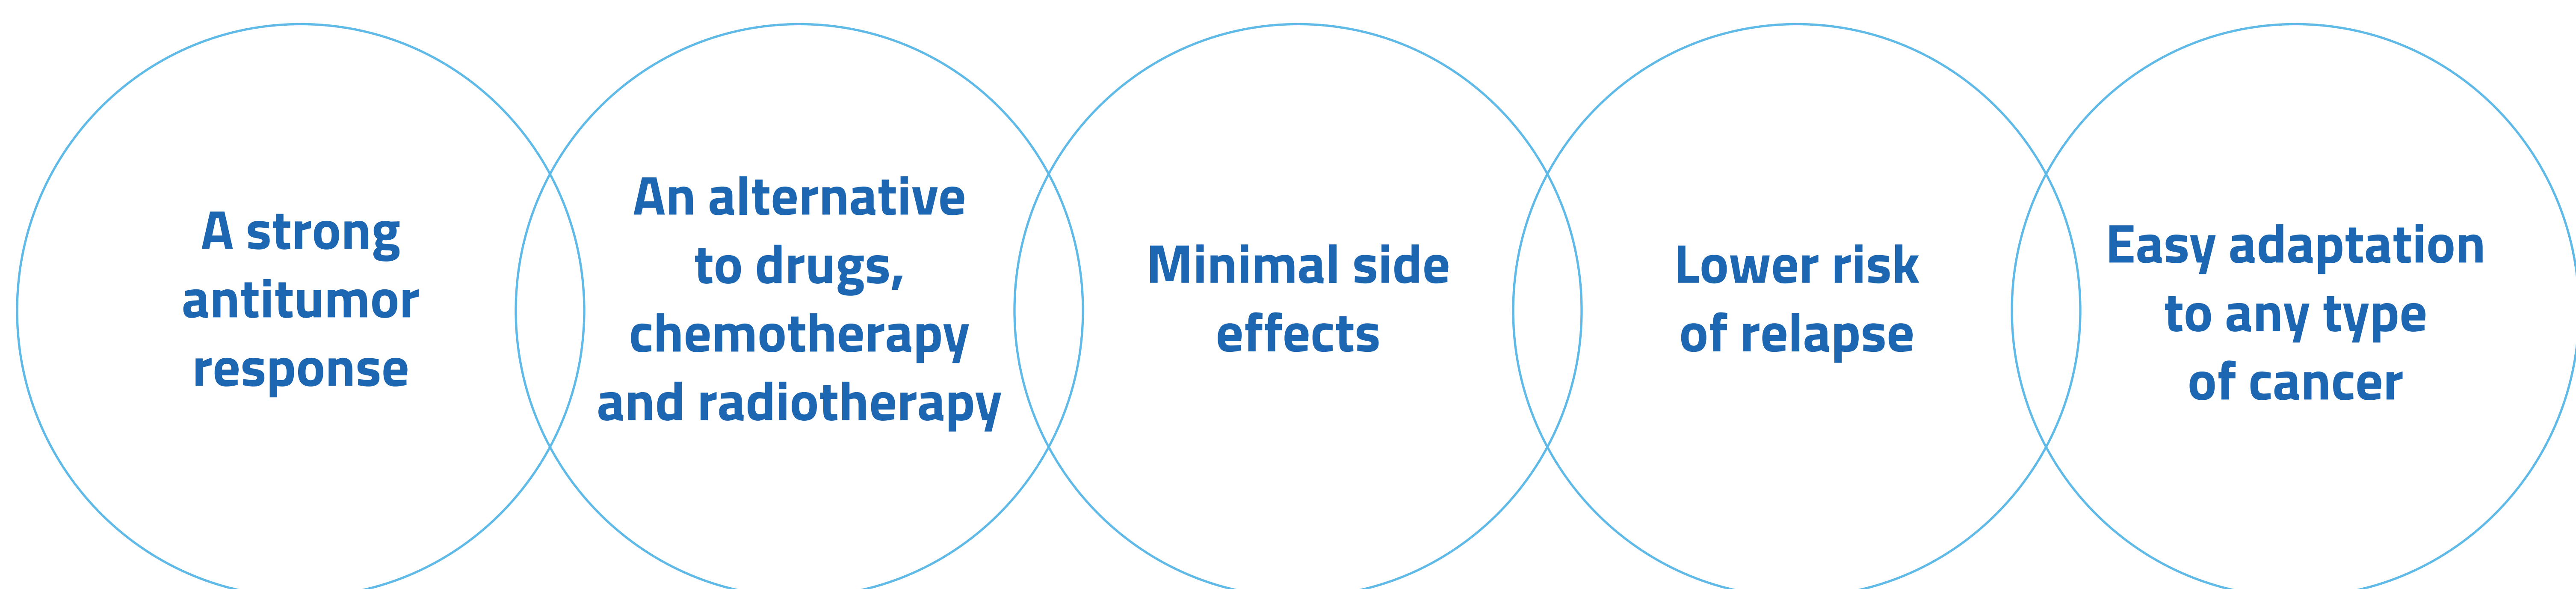 A strong
antitumor
response
An alternative
to drugs,
chemotherapy
and radiotherapy
Minimal side
effects
Lower risk
of relapse
Easy adaptation
to any type
of cancer